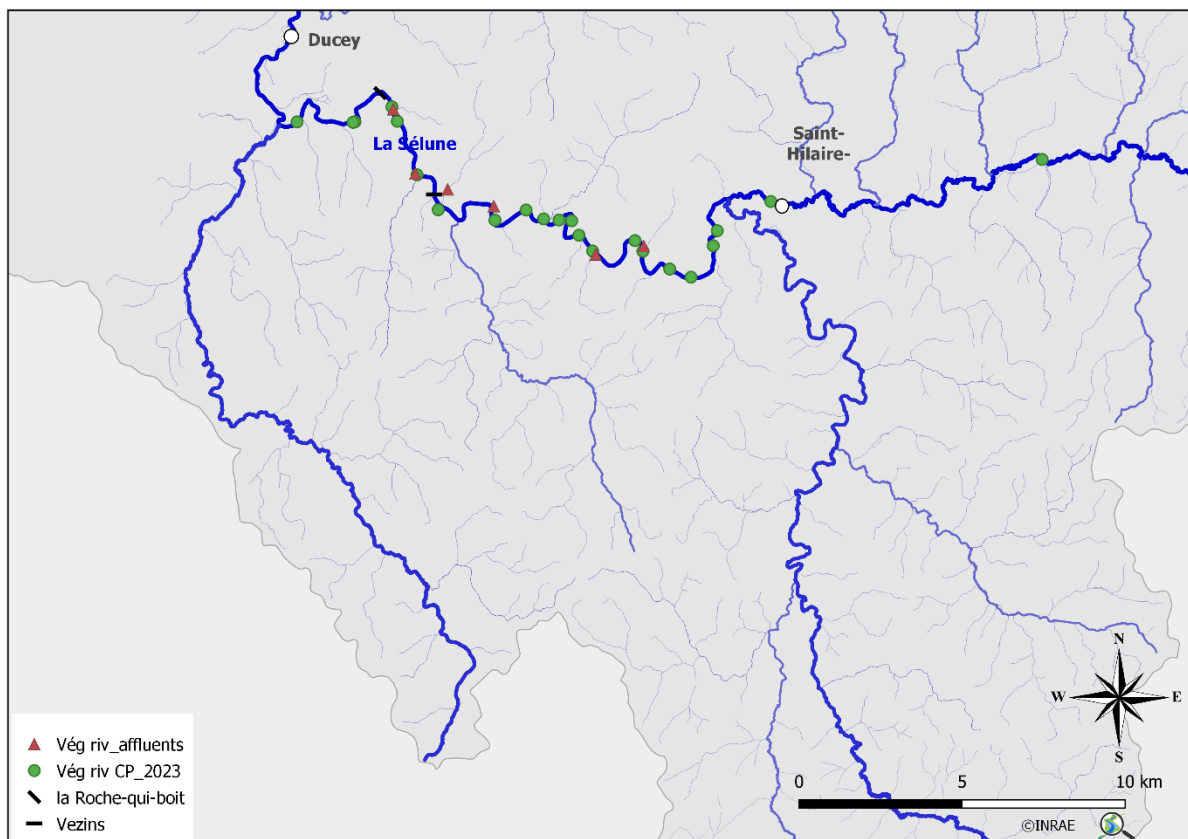 Ducey
La Sélune
Saint-
Hilaire-
N
W
E
S
Vég riv_affluents
Vég riv CP_2023
la Roche-qui-boit
Vezins
0
5
10 km
©INRAE